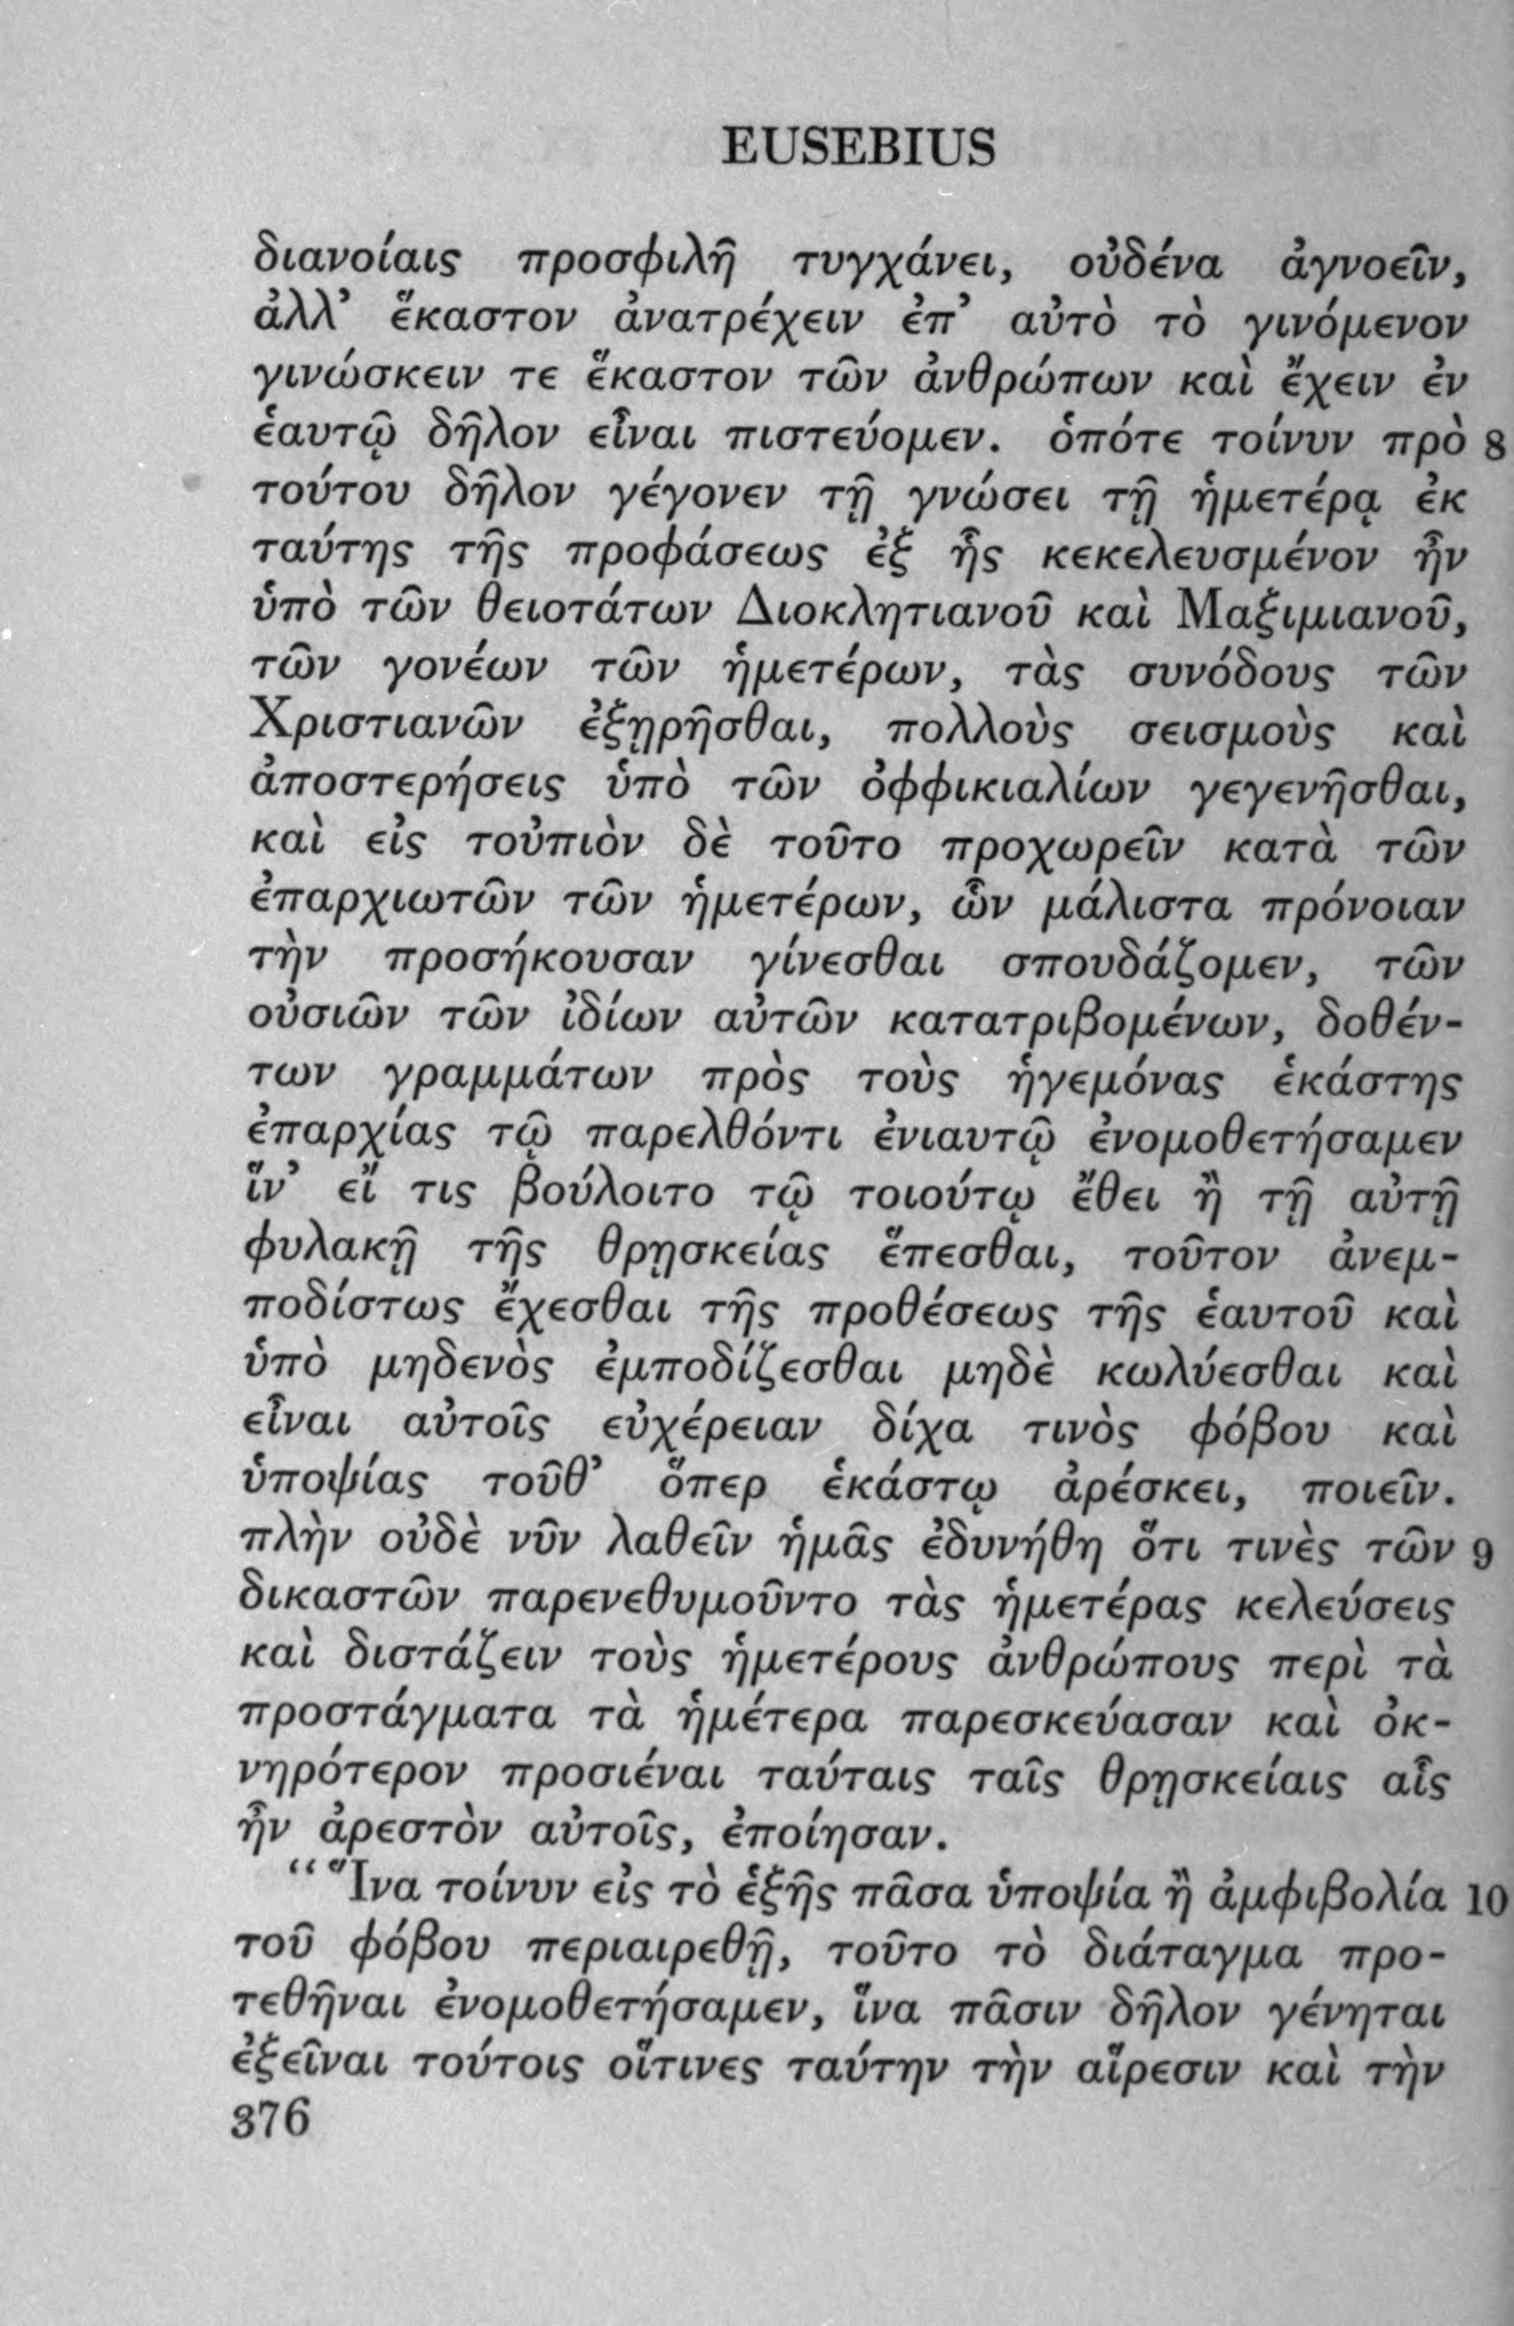 EUSEBIUS
διανοίαις προσφιλῆ τυγχάνει, οὐδένα ἀγνοεῖν,
ἀλλ’ ἕκαστον ἀνατρέχειν ἐπ’ αὐτὸ τὸ γινόμενον
γινώσκειν τε ἕκαστον τῶν ἀνθρώπων καὶ ἔχειν ἐν
ἑαυτῷ δῆλον εἶναι πιστεύομεν. ὁπότε τοίνυν πρὸ 8
τούτου δῆλον γέγονεν τῇ γνώσει τῇ ἡμετέρᾳ ἐκ
ταύτης τῆς προφάσεως ἐξ ἧς κεκελευσμένον ἦν
ὑπὸ τῶν θειοτάτων Διοκλητιανοῦ καὶ Μαξιμιανοῦ,
τῶν γονέων τῶν ἡμετέρων, τὰς συνόδους τῶν
Χριστιανῶν ἐξῃρῆσθαι, πολλοὺς σεισμοὺς καὶ
ἀποστερήσεις ὑπὸ τῶν ὀφφικιαλίων γεγενῆσθαι,
καὶ εἰς τοὐπιὸν δὲ τοῦτο προχωρεῖν κατὰ τῶν
ἐπαρχιωτῶν τῶν ἡμετέρων, ὧν μάλιστα πρόνοιαν
τὴν προσήκουσαν γίνεσθαι σπουδάζομεν, τῶν
οὐσιῶν τῶν ἰδίων αὐτῶν κατατριβομένων, δοθέν-
των γραμμάτων πρὸς τοὺς ἡγεμόνας ἑκάστης
ἐπαρχίας τῷ παρελθόντι ἐνιαυτῷ ἐνομοθετήσαμεν
ἵν’ εἴ τις βούλοιτο τῷ τοιούτῳ ἔθει ἢ τῇ αὐτῇ
φυλακῇ τῆς θρῃσκείας ἕπεσθαι, τοῦτον ἀνεμ-
ποδίστως ἔχεσθαι τῆς προθέσεως τῆς ἑαυτοῦ καὶ
ὑπὸ μηδενὸς ἐμποδίζεσθαι μηδὲ κωλύεσθαι καὶ
εἶναι αὐτοῖς εὐχέρειαν δίχα τινὸς φόβου καὶ
ὑποψίας τοῦθ’ ὅπερ ἑκάστῳ ἀρέσκει, ποιεῖν.
πλὴν οὐδὲ νῦν λαθεῖν ἡμᾶς ἐδυνήθη ὅτι τινὲς τῶν 9
δικαστῶν παρενεθυμοῦντο τὰς ἡμετέρας κελεύσεις
καὶ διστάζειν τοὺς ἡμετέρους ἀνθρώπους περὶ τὰ
προστάγματα τὰ ἡμέτερα παρεσκεύασαν καὶ ὀκ-
νηρότερον προσιέναι ταύταις ταῖς θρῃσκείαις αἷς
ἦν ἀρεστὸν αὐτοῖς, ἐποίησαν.
“Ἵνα τοίνυν εἰς τὸ ἑξῆς πᾶσα ὑποψία ἢ ἀμφιβολία 10
τοῦ φόβου περιαιρεθῇ, τοῦτο τὸ διάταγμα προ-
τεθῆναι ἐνομοθετήσαμεν, ἵνα πᾶσιν δῆλον γένηται
ἐξεῖναι τούτοις οἵτινες ταύτην τὴν αἵρεσιν καὶ τὴν
376